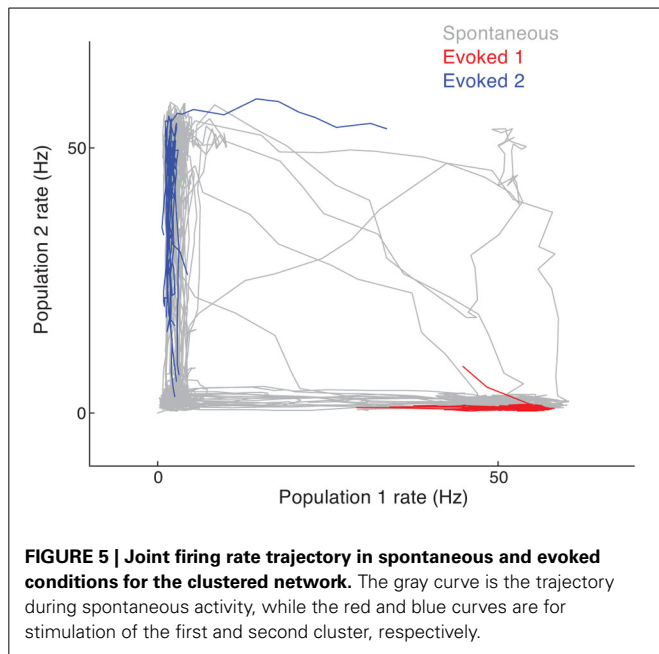 Spontaneous
Evoked 1
Evoked 2
50
0
Population 2 rate (Hz)
0
50
Population 1 rate (Hz)
FIGURE 5 | Joint firing rate trajectory in spontaneous and evoked
conditions for the clustered network. The gray curve is the trajectory
during spontaneous activity, while the red and blue curves are for
stimulation of the first and second cluster, respectively.